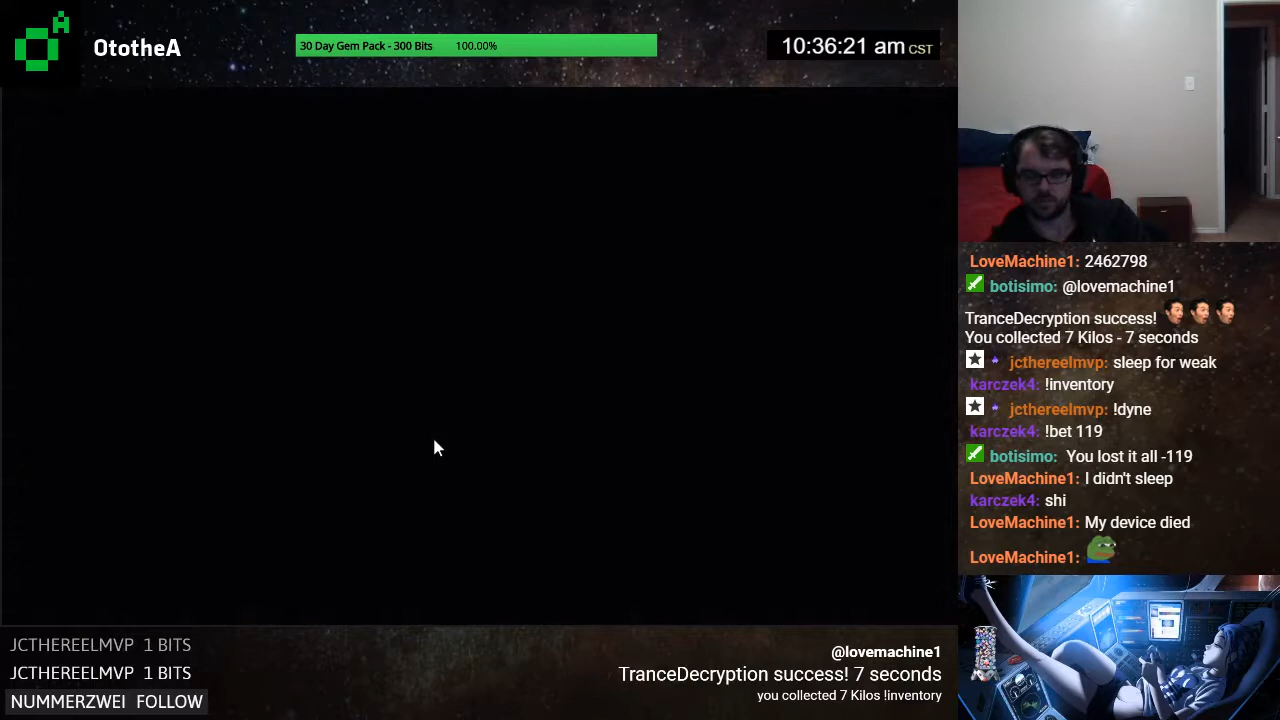 OtotheA
30 Day Gem Pack - 300 Bits 100.00%
10:36:21 am CST
LoveMachine1: 2462798
botisimo: @lovemachine1
TranceDecryption success!
You collected 7 Kilos - 7 seconds
jcthereelmvp: sleep for weak
karczek4: !inventory
jcthereelmvp: !dyne
karczek4: !bet 119
botisimo: You lost it all -119
LoveMachine1: I didn't sleep
karczek4: shi
LoveMachine1: My device died
LoveMachine1:
JCTHEREELMVP 1 BITS
JCTHEREELMVP 1 BITS
NUMMERZWEI FOLLOW
@lovemachine1
TranceDecryption success! 7 seconds
you collected 7 Kilos !inventory